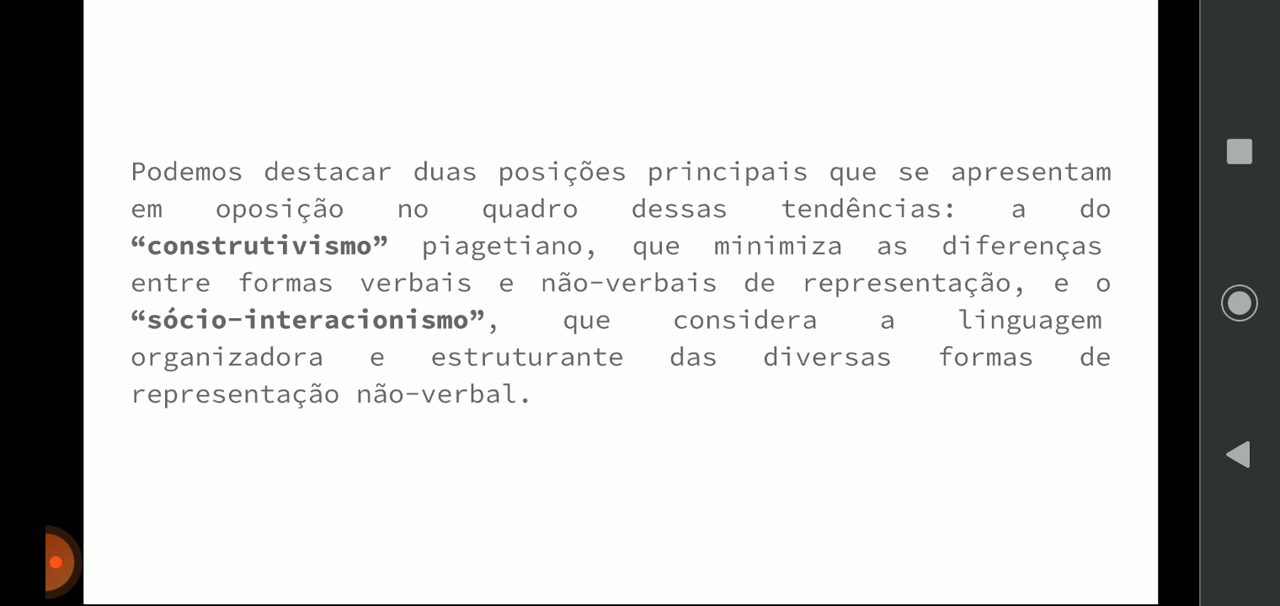 Podemos destacar duas posições principais que se apresentam
em oposição no quadro dessas tendências: a do
“construtivismo” piagetiano, que minimiza as diferenças
entre formas verbais e não-verbais de representação, e o
“sócio-interacionismo”, que considera a linguagem
organizadora e estruturante das diversas formas de
representação não-verbal.